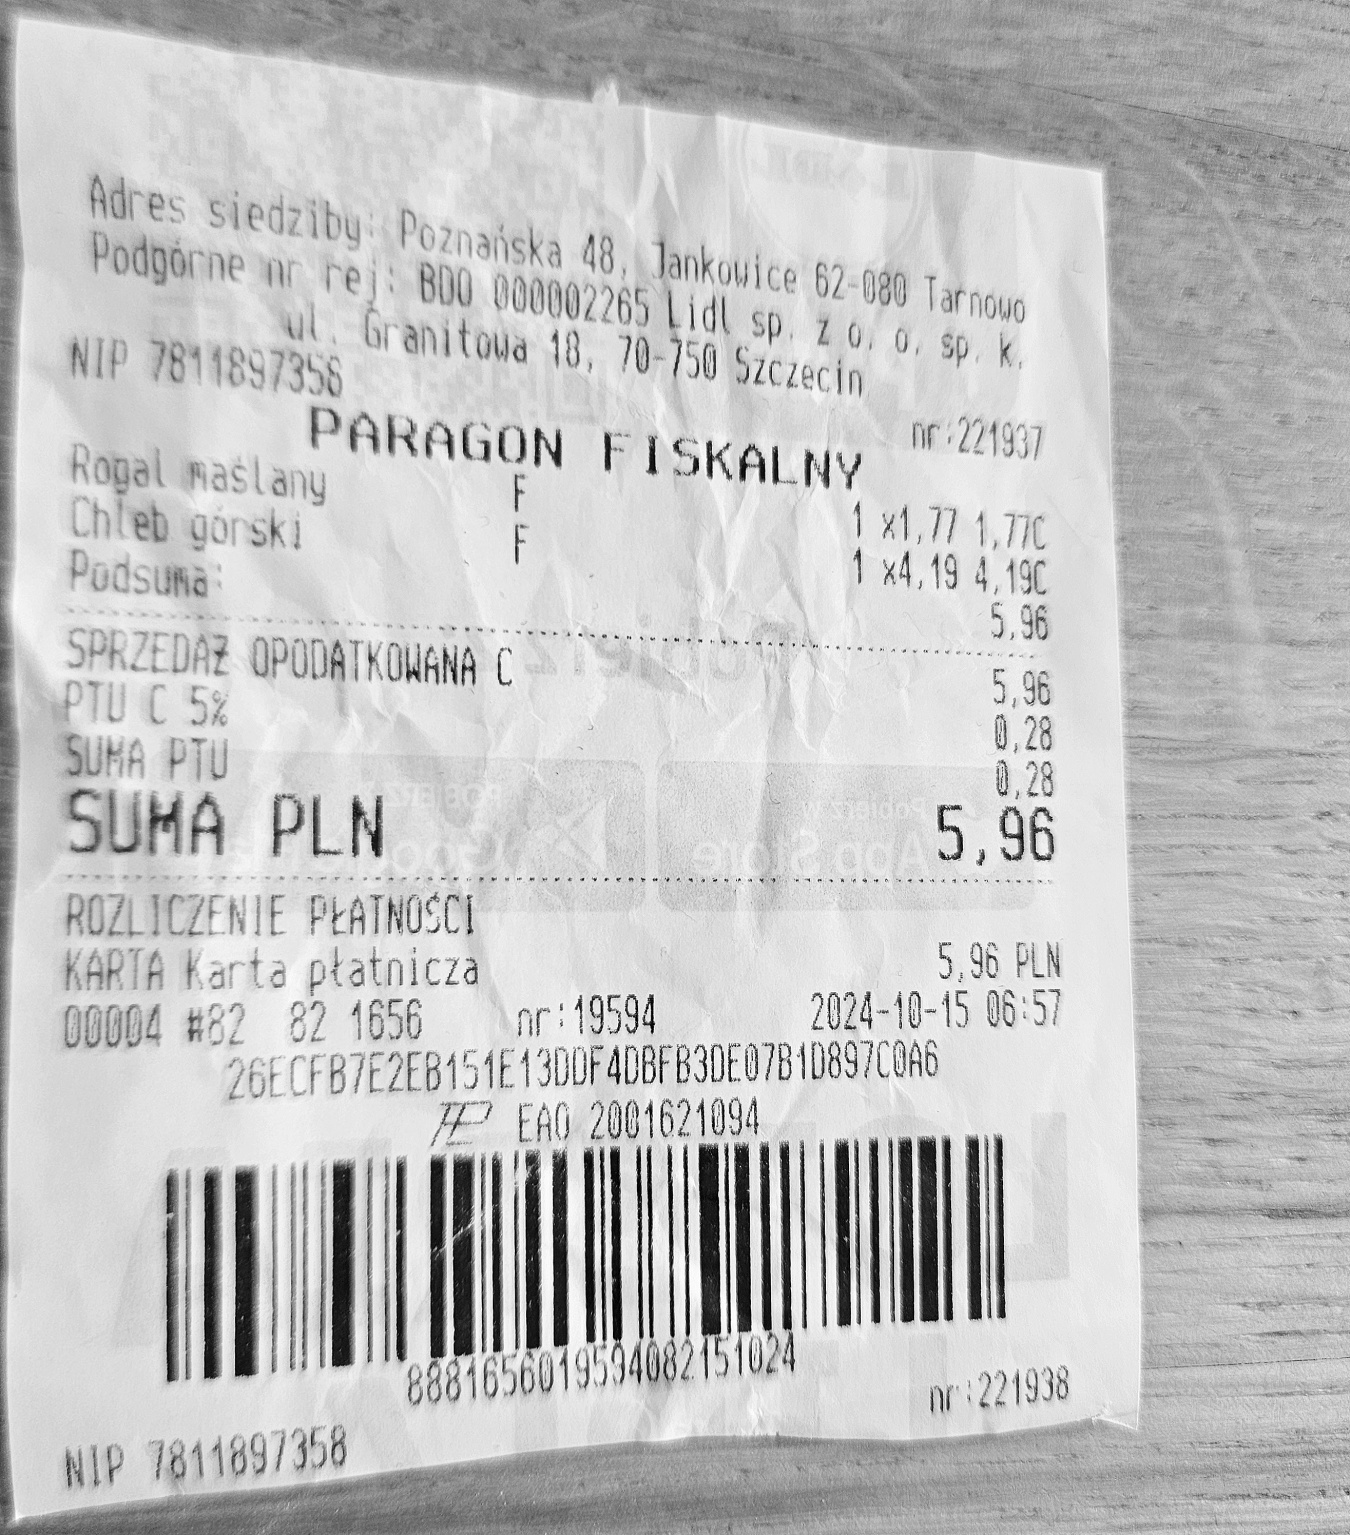 Adres siedziby: Poznańska 48, Jankowice 62-080 Tarnowo
Podgórne nr rej: BDO 000002265 Lidl sp. z o. o. sp. k.
ul. Granitowa 18, 70-750 Szczecin
NIP 7811897358 nr:221937
PARAGON FISKALNY
Rogal maślany F 1 x1,77 1,77C
Chleb górski F 1 x4,19 4,19C
Podsuma: 5,96
SPRZEDAŻ OPODATKOWANA C 5,96
PTU C 5% 0,28
SUMA PTU 0,28
SUMA PLN 5,96
ROZLICZENIE PŁATNOŚCI
KARTA Karta płatnicza 5,96 PLN
00004 #82 82 1656 nr:19594 2024-10-15 06:57
26ECFB7E2EB151E13DDF4DBFB3DE07B1D897C0A6
EAO 2001621094
8881656019594082151024
nr:221938
NIP 7811897358